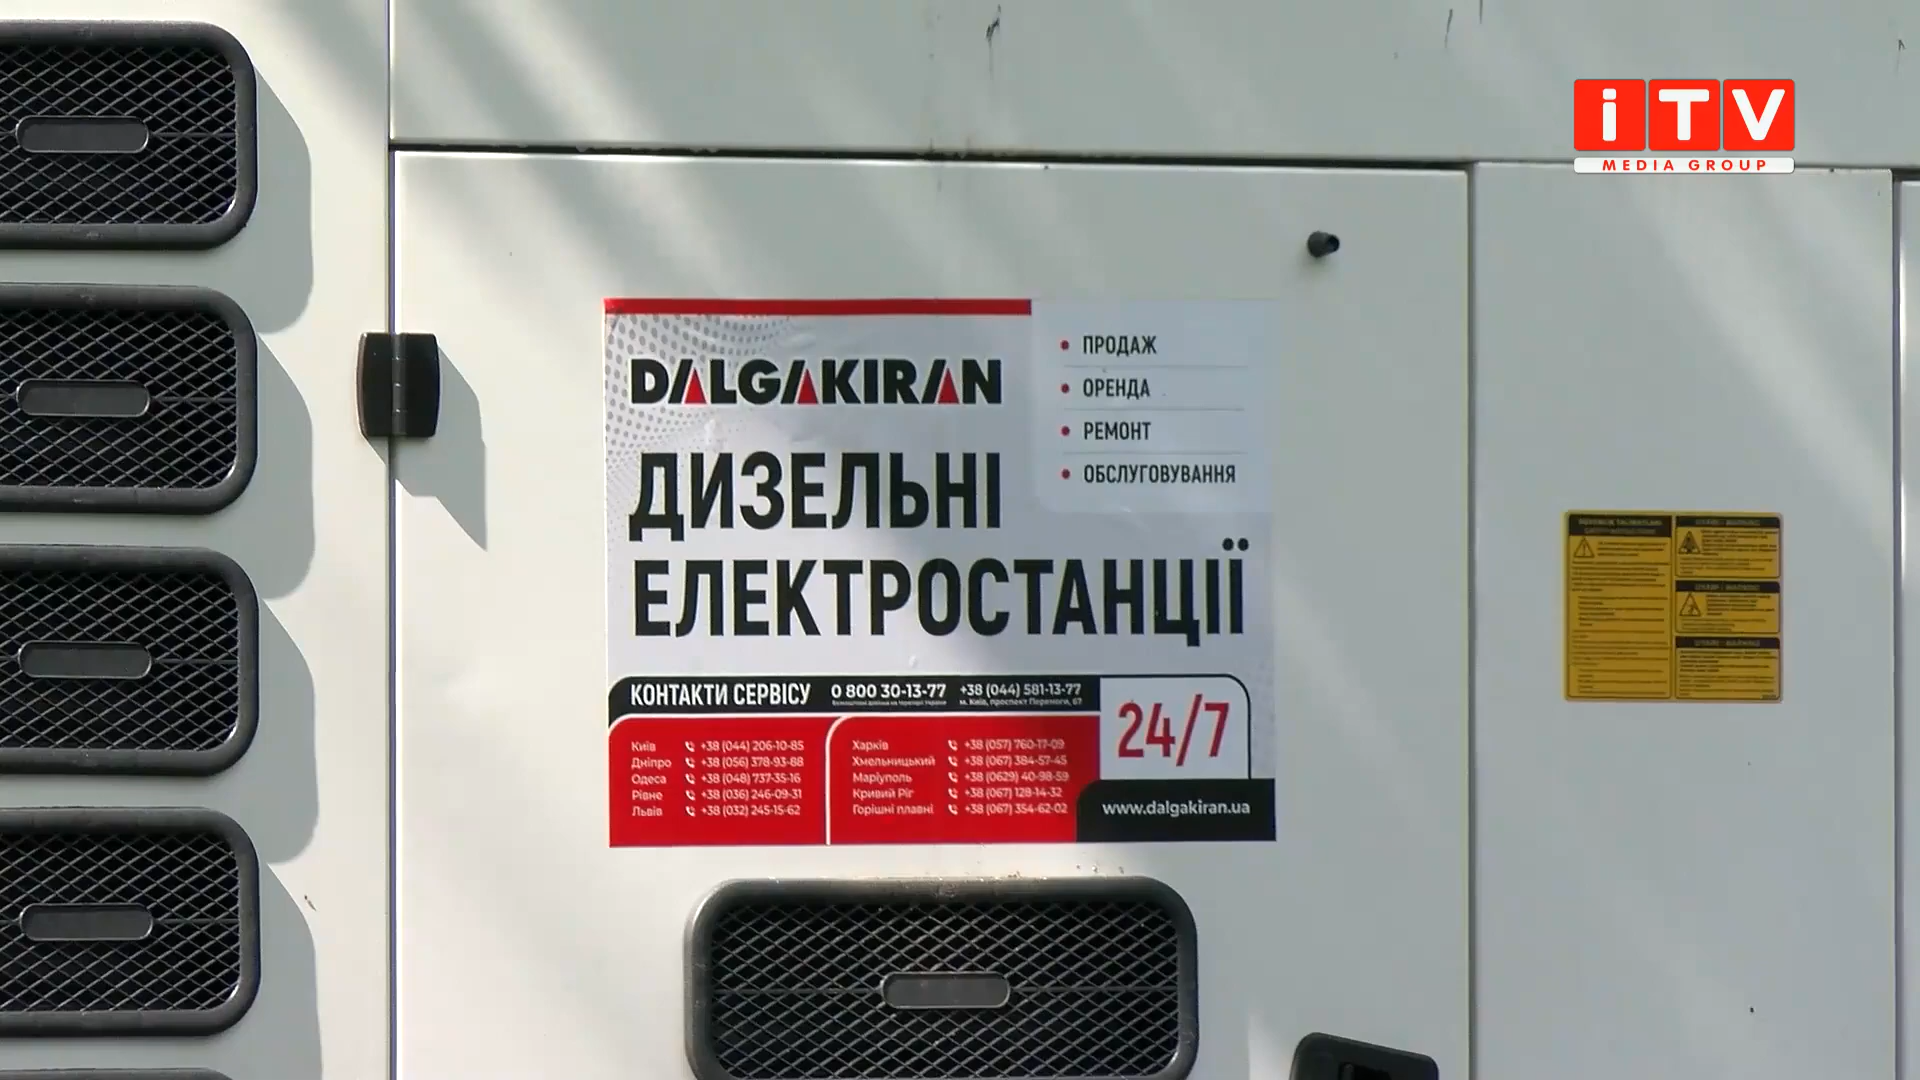 iTV
MEDIA GROUP
DALGAKIRAN
ДИЗЕЛЬНІ
ЕЛЕКТРОСТАНЦІЇ
• ПРОДАЖ
• ОРЕНДА
• РЕМОНТ
• ОБСЛУГОВУВАННЯ
КОНТАКТИ СЕРВІСУ
0 800 30-13-77
+38 (044) 581-13-77
м. Київ, проспект Перемоги, 67
24/7
Київ +38 (044) 206-10-85
Дніпро +38 (056) 378-93-88
Одеса +38 (048) 737-35-16
Рівне +38 (036) 246-09-31
Львів +38 (032) 245-15-62
Харків +38 (057) 760-17-09
Хмельницький +38 (067) 384-57-45
Маріуполь +38 (0629) 40-98-59
Кривий Ріг +38 (067) 128-14-32
Горішні плавні +38 (067) 354-62-02
www.dalgakiran.ua